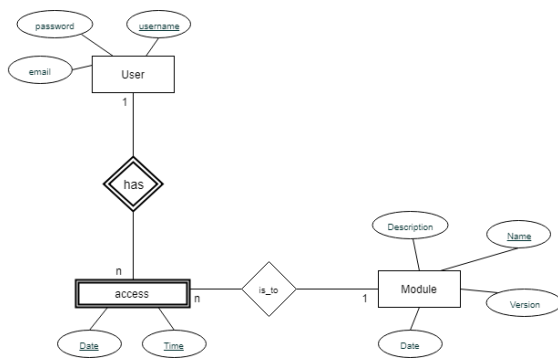 password
username
email
User
1
has
n
access
n
is_to
1
Module
Description
Name
Version
Date
Date
Time